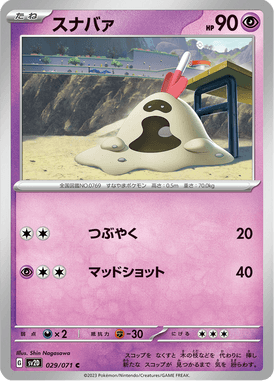 たね スナバァ HP90
全国図鑑NO.0769 すなやまポケモン 高さ:0.5m 重さ:70.0kg
つぶやく 20
マッドショット 40
弱点 ×2 抵抗力 -30 にげる
illus. Shin Nagasawa
G sv2D 029/071 C
スコップを なくすと 木の枝などを 代わりに
©2023 Pokémon/Nintendo/Creatures/GAME FREAK.